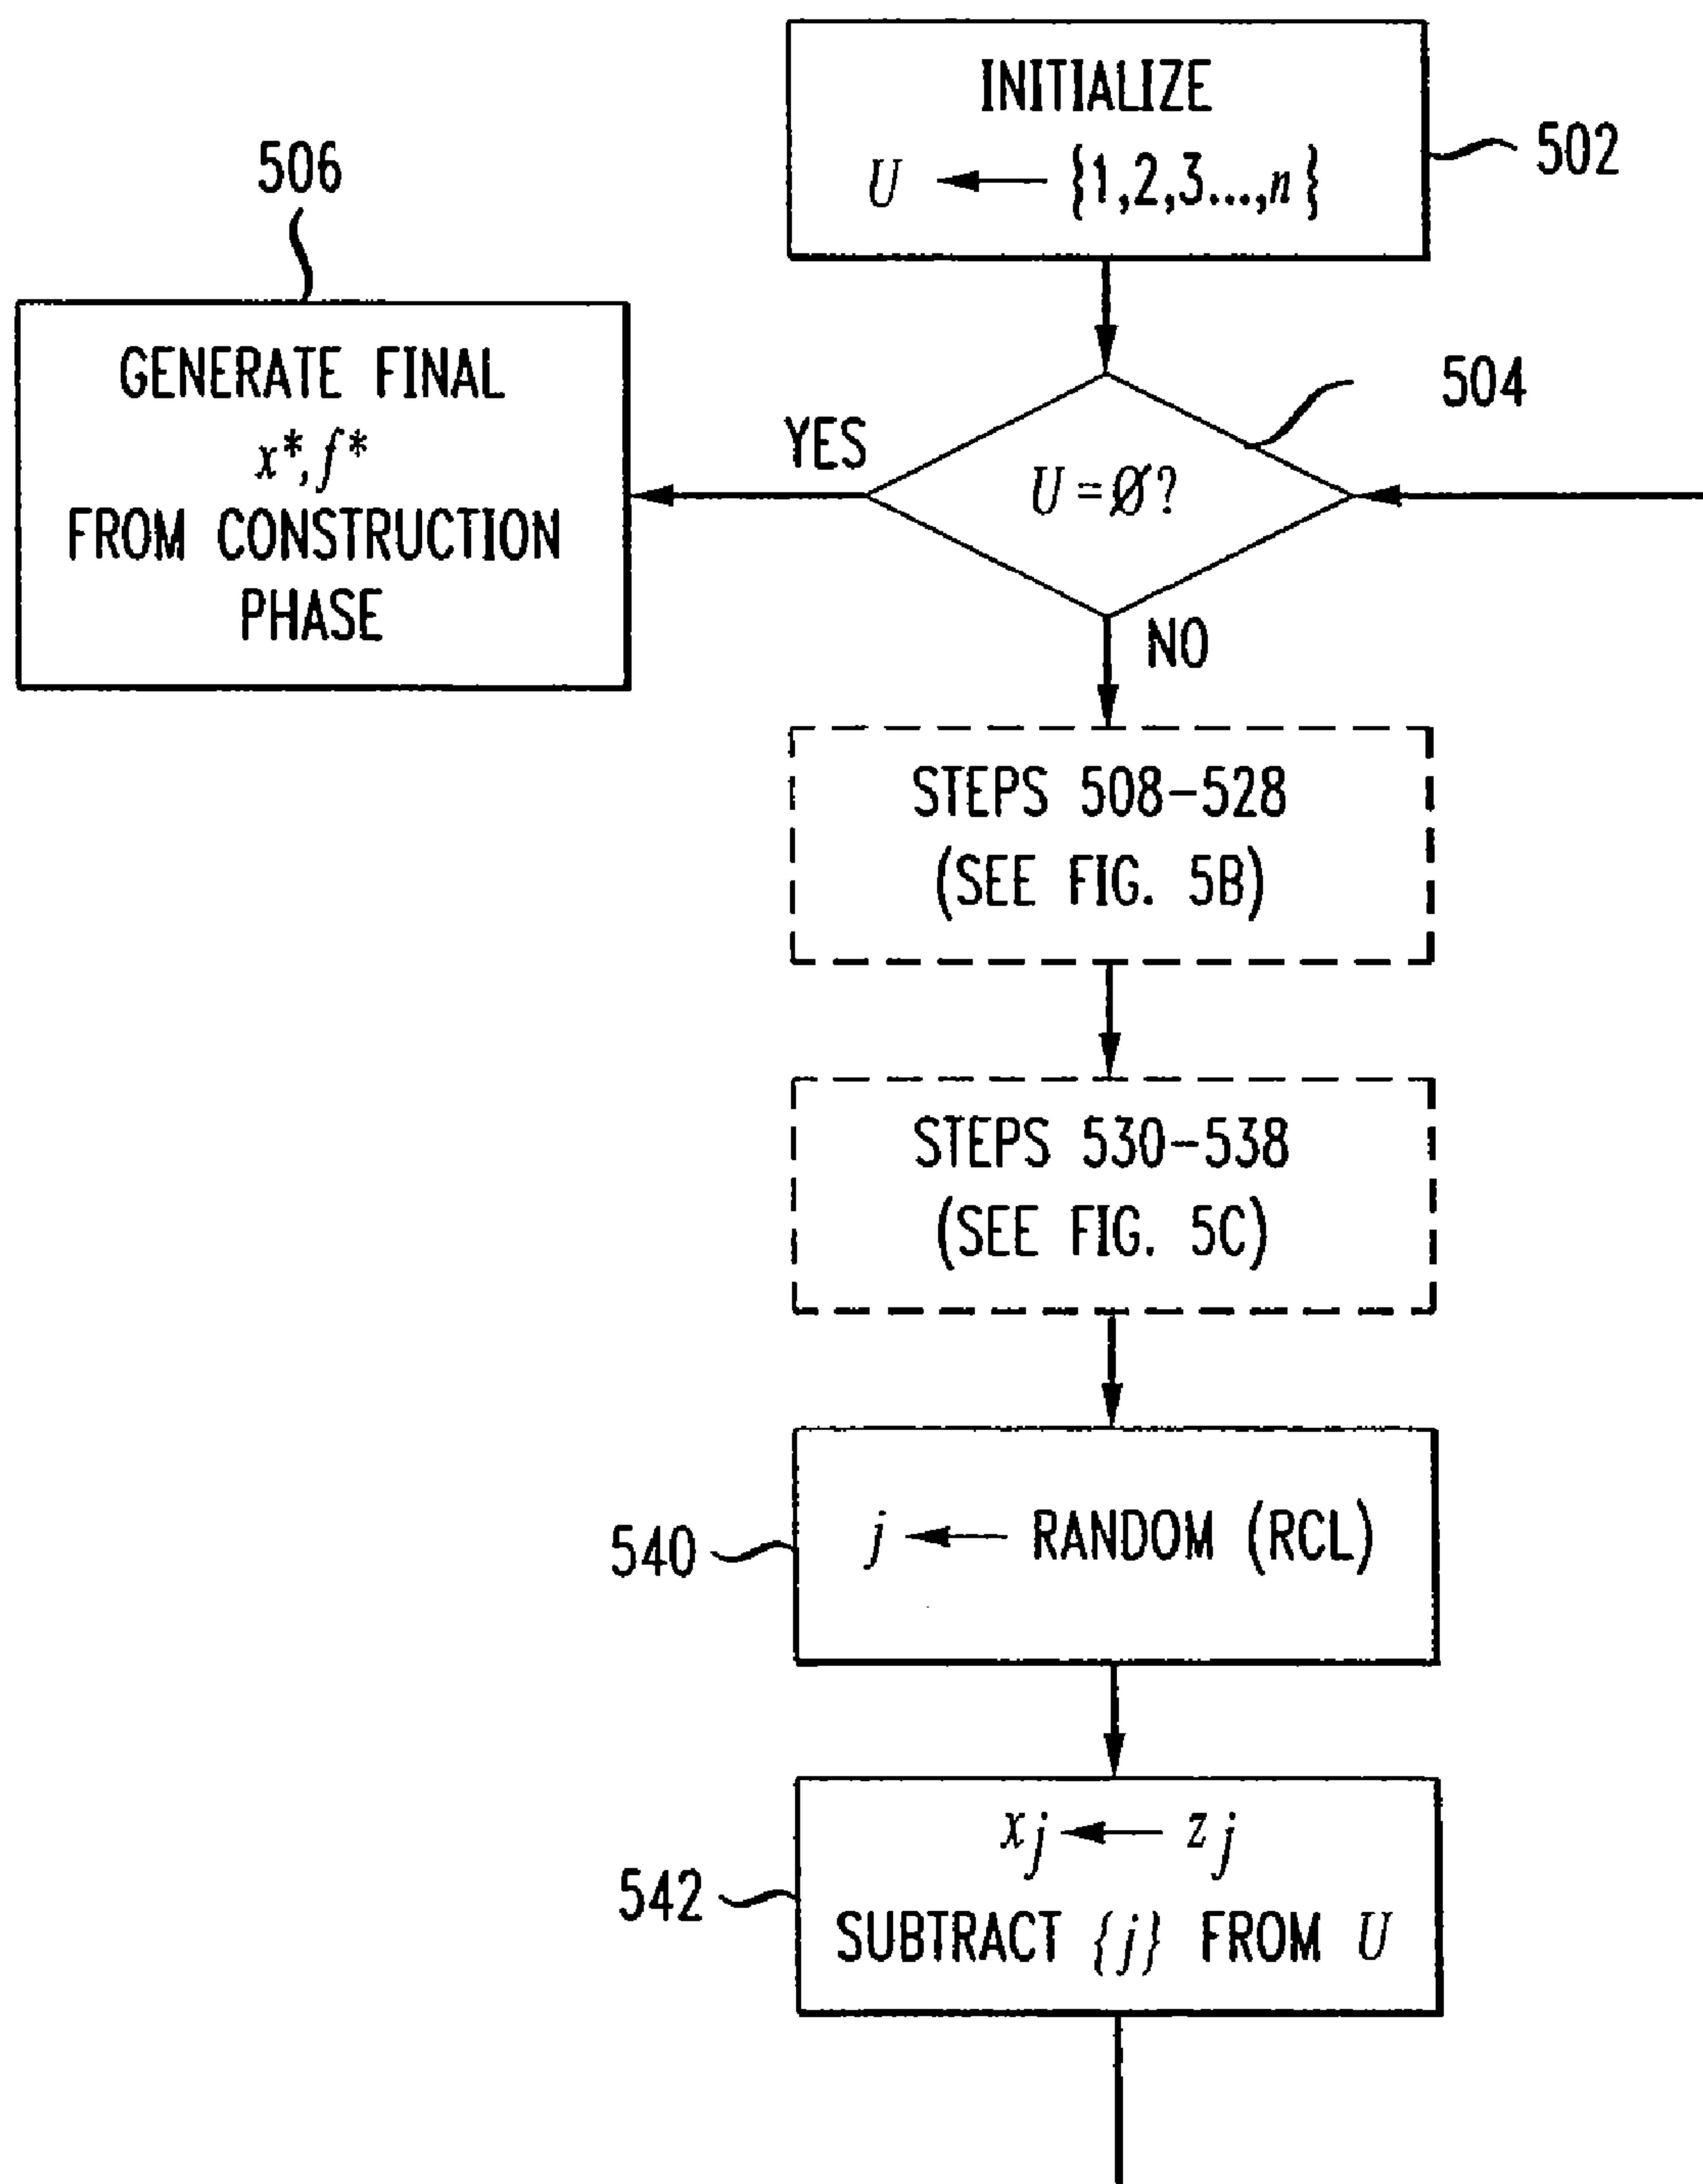 INITIALIZE
U ← {1,2,3...,n}
502
506
GENERATE FINAL
x*,f*
FROM CONSTRUCTION
PHASE
YES
504
U=Ø?
NO
STEPS 508-528
(SEE FIG. 5B)
STEPS 530-538
(SEE FIG. 5C)
540
j ← RANDOM (RCL)
542
xj ← zj
SUBTRACT {j} FROM U